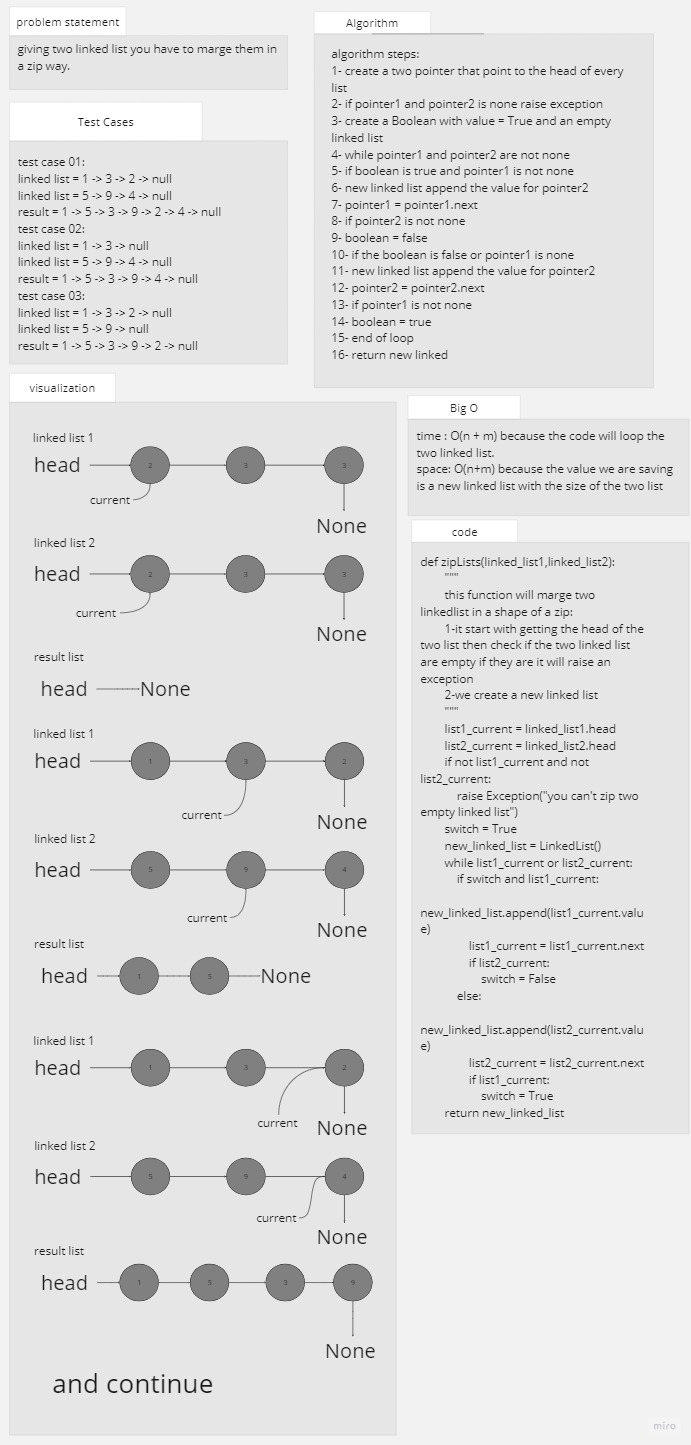 problem statement
giving two linked list you have to marge them in
a zip way.
Test Cases
test case 01:
linked list = 1 -> 3 -> 2 -> null
linked list = 5 -> 9 -> 4 -> null
result = 1 -> 5 -> 3 -> 9 -> 2 -> 4 -> null
test case 02:
linked list = 1 -> 3 -> null
linked list = 5 -> 9 -> 4 -> null
result = 1 -> 5 -> 3 -> 9 -> 4 -> null
test case 03:
linked list = 1 -> 3 -> 2 -> null
linked list = 5 -> 9 -> null
result = 1 -> 5 -> 3 -> 9 -> 2 -> null
Algorithm
algorithm steps:
1- create a two pointer that point to the head of every
list
2- if pointer1 and pointer2 is none raise exception
3- create a Boolean with value = True and an empty
linked list
4- while pointer1 and pointer2 are not none
5- if boolean is true and pointer1 is not none
6- new linked list append the value for pointer2
7- pointer1 = pointer1.next
8- if pointer2 is not none
9- boolean = false
10- if the boolean is false or pointer1 is none
11- new linked list append the value for pointer2
12- pointer2 = pointer2.next
13- if pointer1 is not none
14- boolean = true
15- end of loop
16- return new linked
visualization
linked list 1
head 2 3 3
current
None
linked list 2
head 2 3 3
current
None
result list
head None
linked list 1
head 1 3 2
current
None
linked list 2
head 5 9 4
current
None
result list
head 1 5 None
linked list 1
head 1 3 2
current
None
linked list 2
head 5 9 4
current
None
result list
head 1 5 3 9
None
and continue
Big O
time : O(n + m) because the code will loop the
two linked list.
space: O(n+m) because the value we are saving
is a new linked list with the size of the two list
code
def zipLists(linked_list1,linked_list2):
"""
this function will marge two
linkedlist in a shape of a zip:
1-it start with getting the head of the
two list then check if the two linked list
are empty if they are it will raise an
exception
2-we create a new linked list
"""
list1_current = linked_list1.head
list2_current = linked_list2.head
if not list1_current and not
list2_current:
raise Exception("you can't zip two
empty linked list")
switch = True
new_linked_list = LinkedList()
while list1_current or list2_current:
if switch and list1_current:
new_linked_list.append(list1_current.valu
e)
list1_current = list1_current.next
if list2_current:
switch = False
else:
new_linked_list.append(list2_current.valu
e)
list2_current = list2_current.next
if list1_current:
switch = True
return new_linked_list
miro